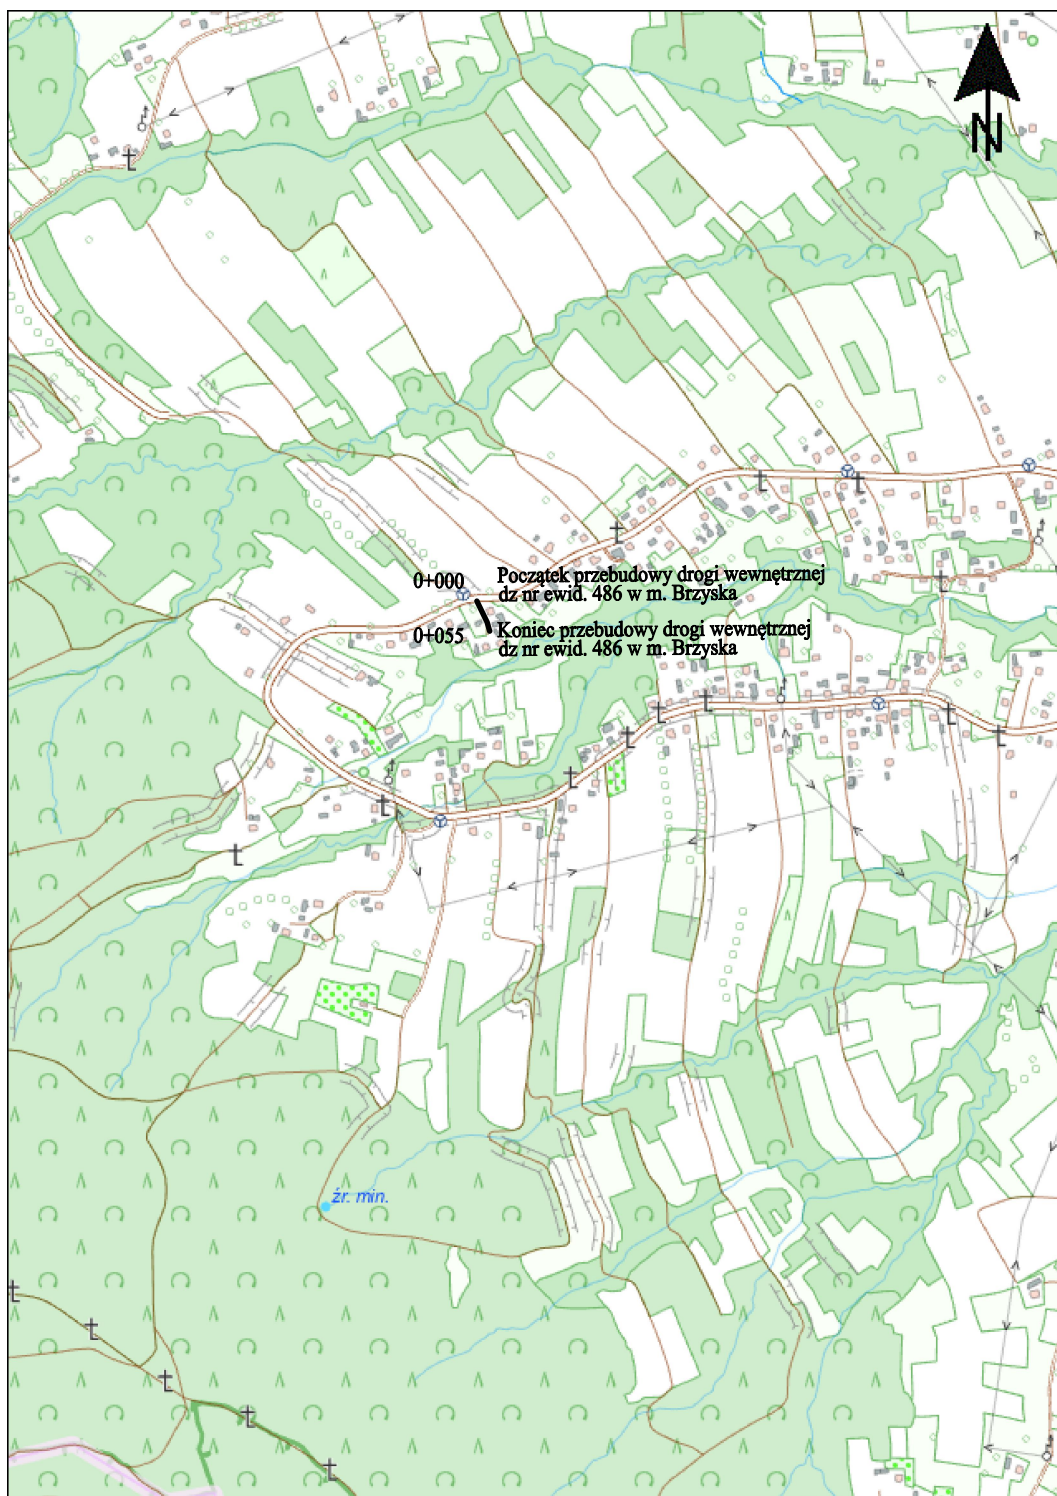 N
0+000
Początek przebudowy drogi wewnętrznej
dz nr ewid. 486 w m. Brzyska
0+055
Koniec przebudowy drogi wewnętrznej
dz nr ewid. 486 w m. Brzyska
źr. min.